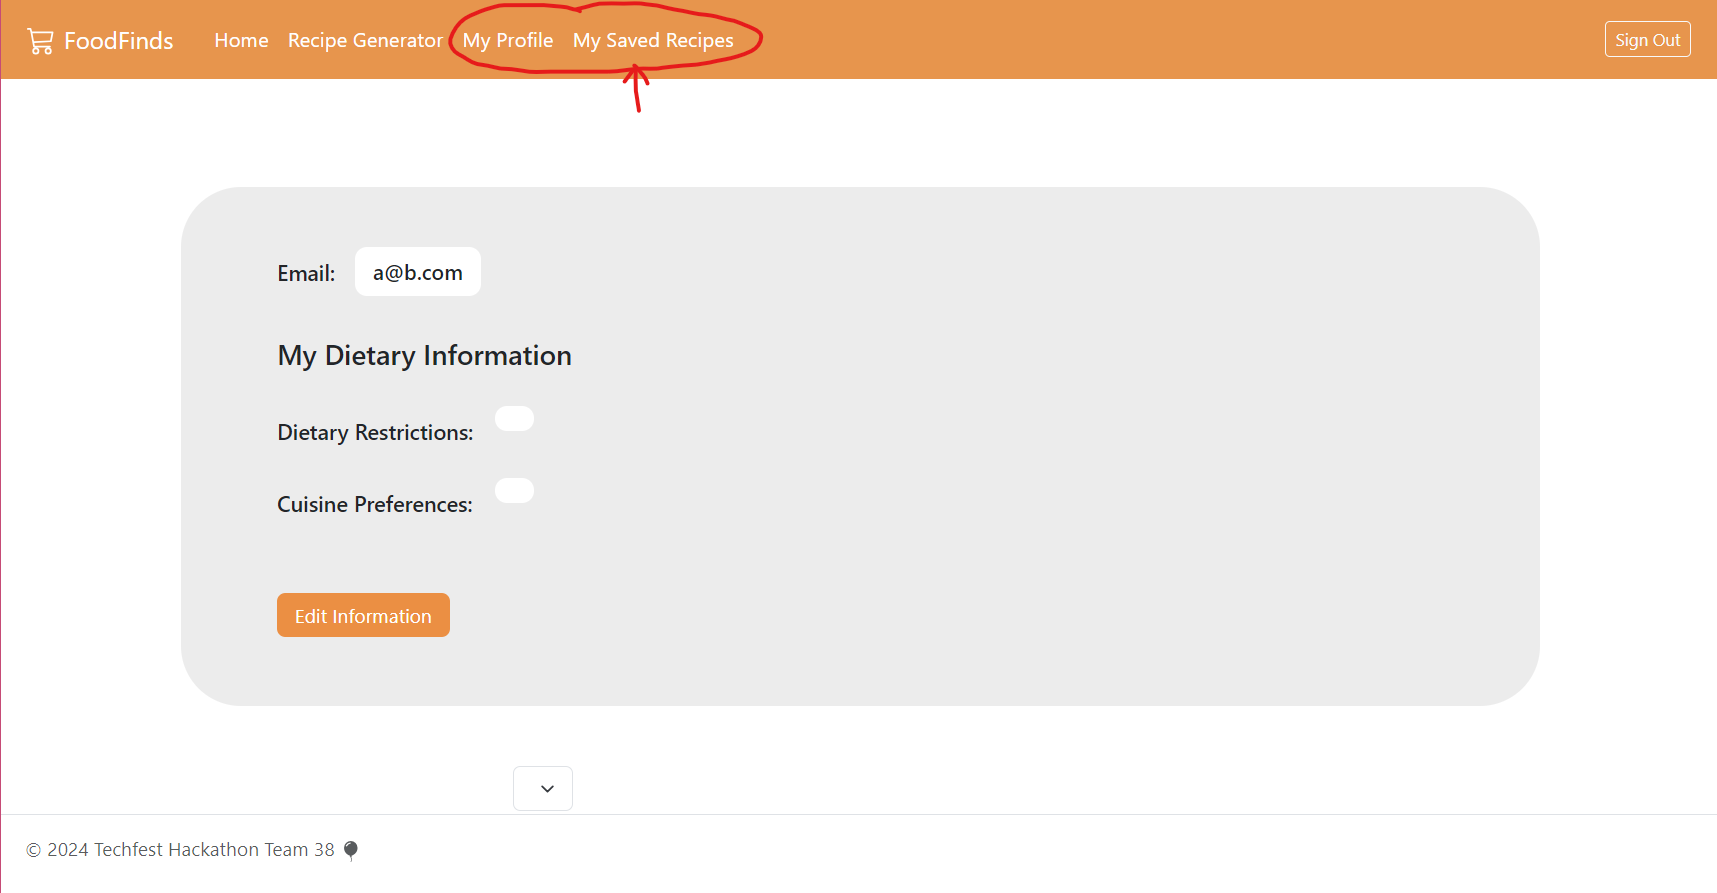 FoodFinds Home Recipe Generator My Profile My Saved Recipes Sign Out
Email: a@b.com
My Dietary Information
Dietary Restrictions:
Cuisine Preferences:
Edit Information
© 2024 Techfest Hackathon Team 38